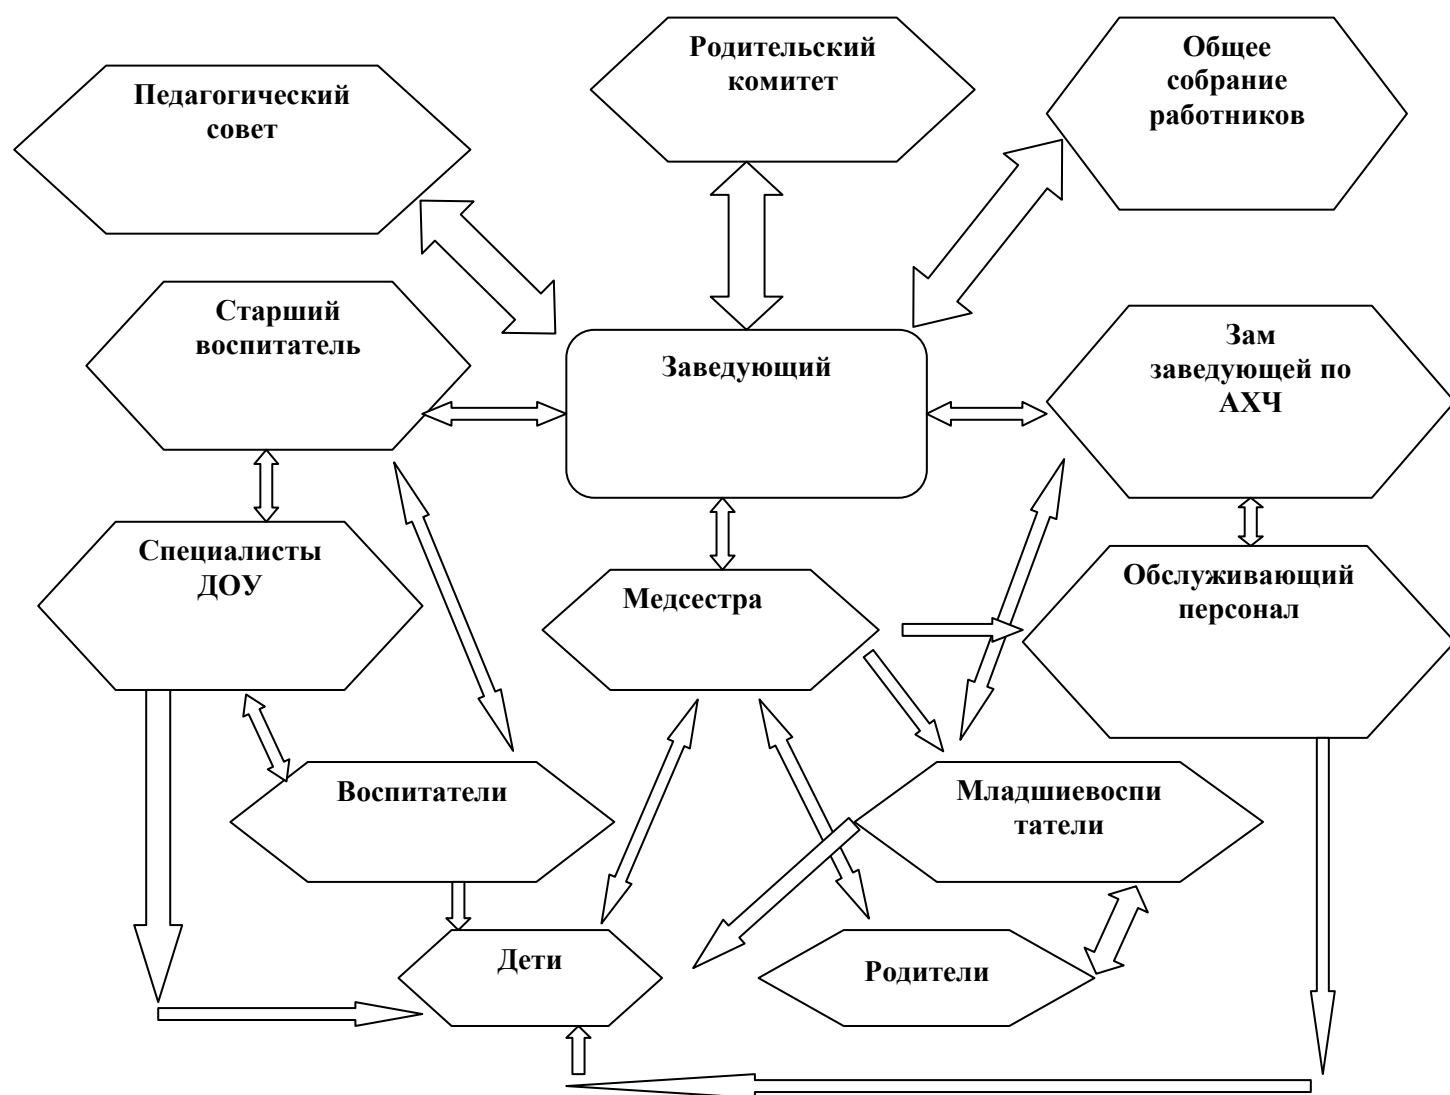 Педагогический
совет
Родительский
комитет
Общее
собрание
работников
Старший
воспитатель
Заведующий
Зам
заведующей по
АХЧ
Специалисты
ДОУ
Медсестра
Обслуживающий
персонал
Воспитатели
Младшиевоспи
татели
Дети
Родители